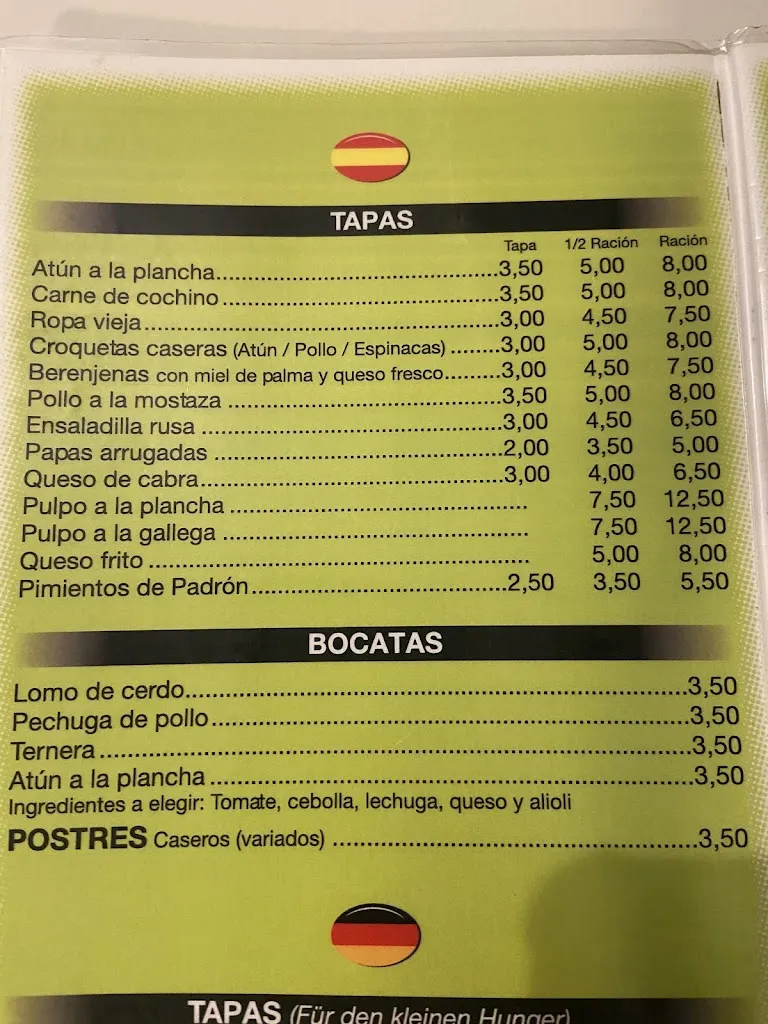 TAPAS
Tapa 1/2 Ración Ración
Atún a la plancha..........3,50 5,00 8,00
Carne de cochino..........3,50 5,00 8,00
Ropa vieja..........3,00 4,50 7,50
Croquetas caseras (Atún / Pollo / Espinacas)..........3,00 5,00 8,00
Berenjenas con miel de palma y queso fresco..........3,00 4,50 7,50
Pollo a la mostaza..........3,50 5,00 8,00
Ensaladilla rusa..........3,00 4,50 6,50
Papas arrugadas..........2,00 3,50 5,00
Queso de cabra..........3,00 4,00 6,50
Pulpo a la plancha.......... 7,50 12,50
Pulpo a la gallega.......... 7,50 12,50
Queso frito.......... 5,00 8,00
Pimientos de Padrón..........2,50 3,50 5,50
BOCATAS
Lomo de cerdo..........3,50
Pechuga de pollo..........3,50
Ternera..........3,50
Atún a la plancha..........3,50
Ingredientes a elegir: Tomate, cebolla, lechuga, queso y alioli
POSTRES Caseros (variados)..........3,50
TAPAS (Für den kleinen Hunger)